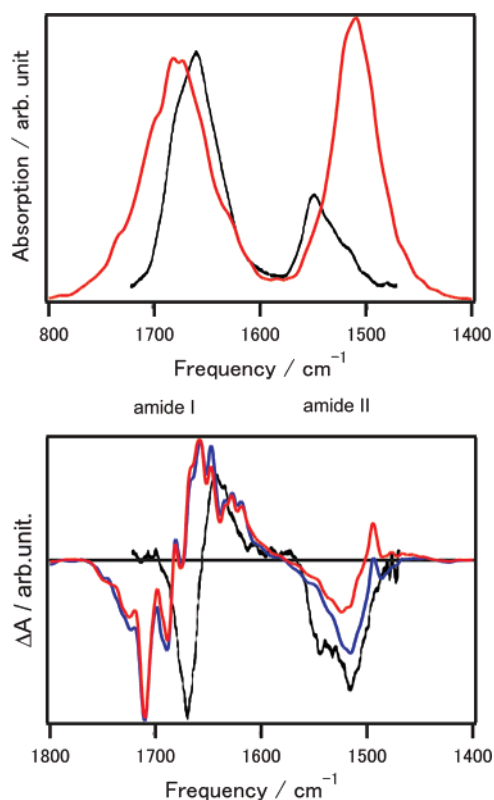 Absorption / arb. unit
800 1700 1600 1500 1400
Frequency / cm⁻¹
amide I amide II
ΔA / arb.unit.
1800 1700 1600 1500 1400
Frequency / cm⁻¹